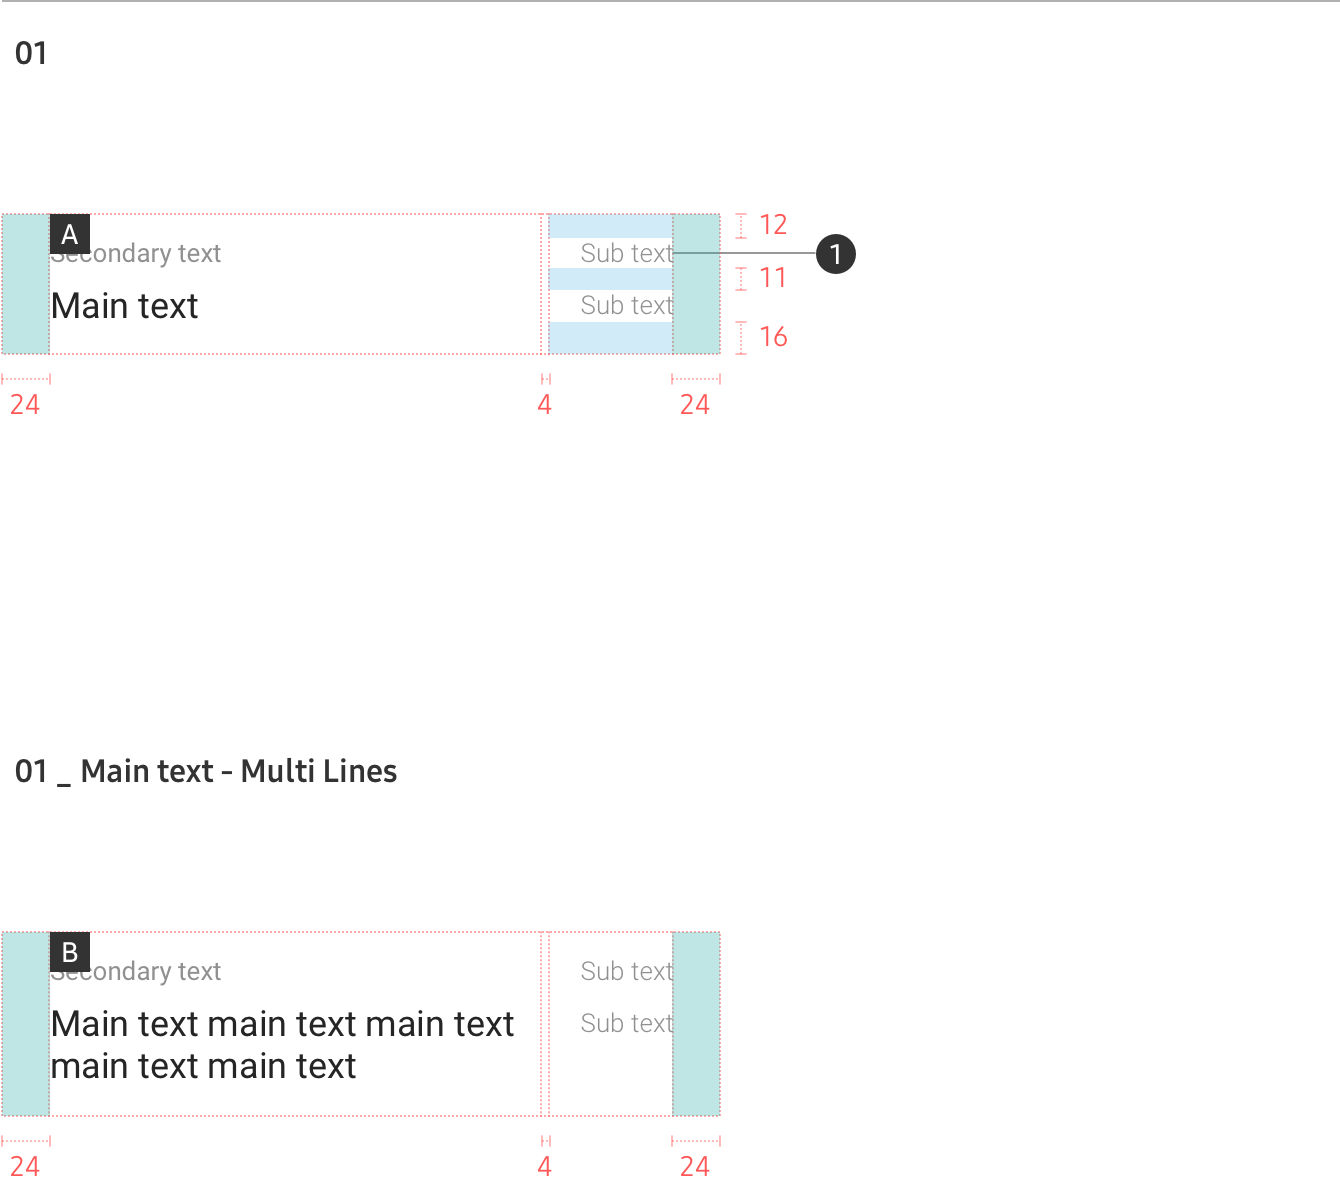 01
A
Secondary text
Sub text
12
1
11
Main text
Sub text
16
24
4
24
01 _ Main text - Multi Lines
B
Secondary text
Sub text
Main text main text main text
Sub text
main text main text
24
4
24